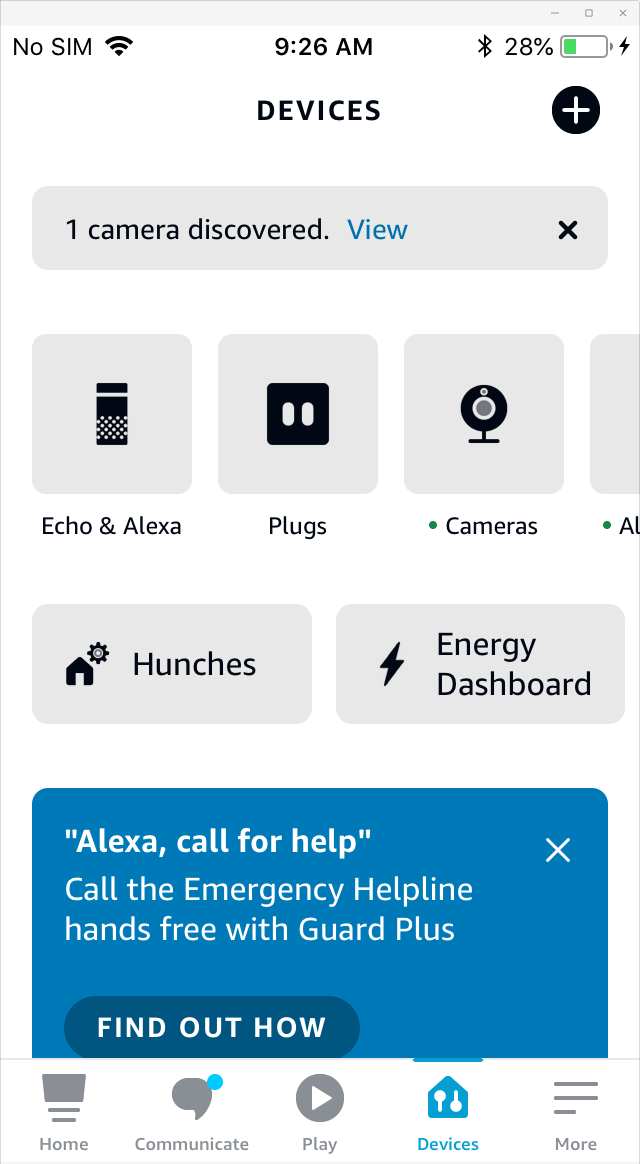 No SIM 9:26 AM 28%
DEVICES
1 camera discovered. View
Echo & Alexa Plugs Cameras Al
Hunches
Energy
Dashboard
"Alexa, call for help"
Call the Emergency Helpline
hands free with Guard Plus
FIND OUT HOW
Home Communicate Play Devices More